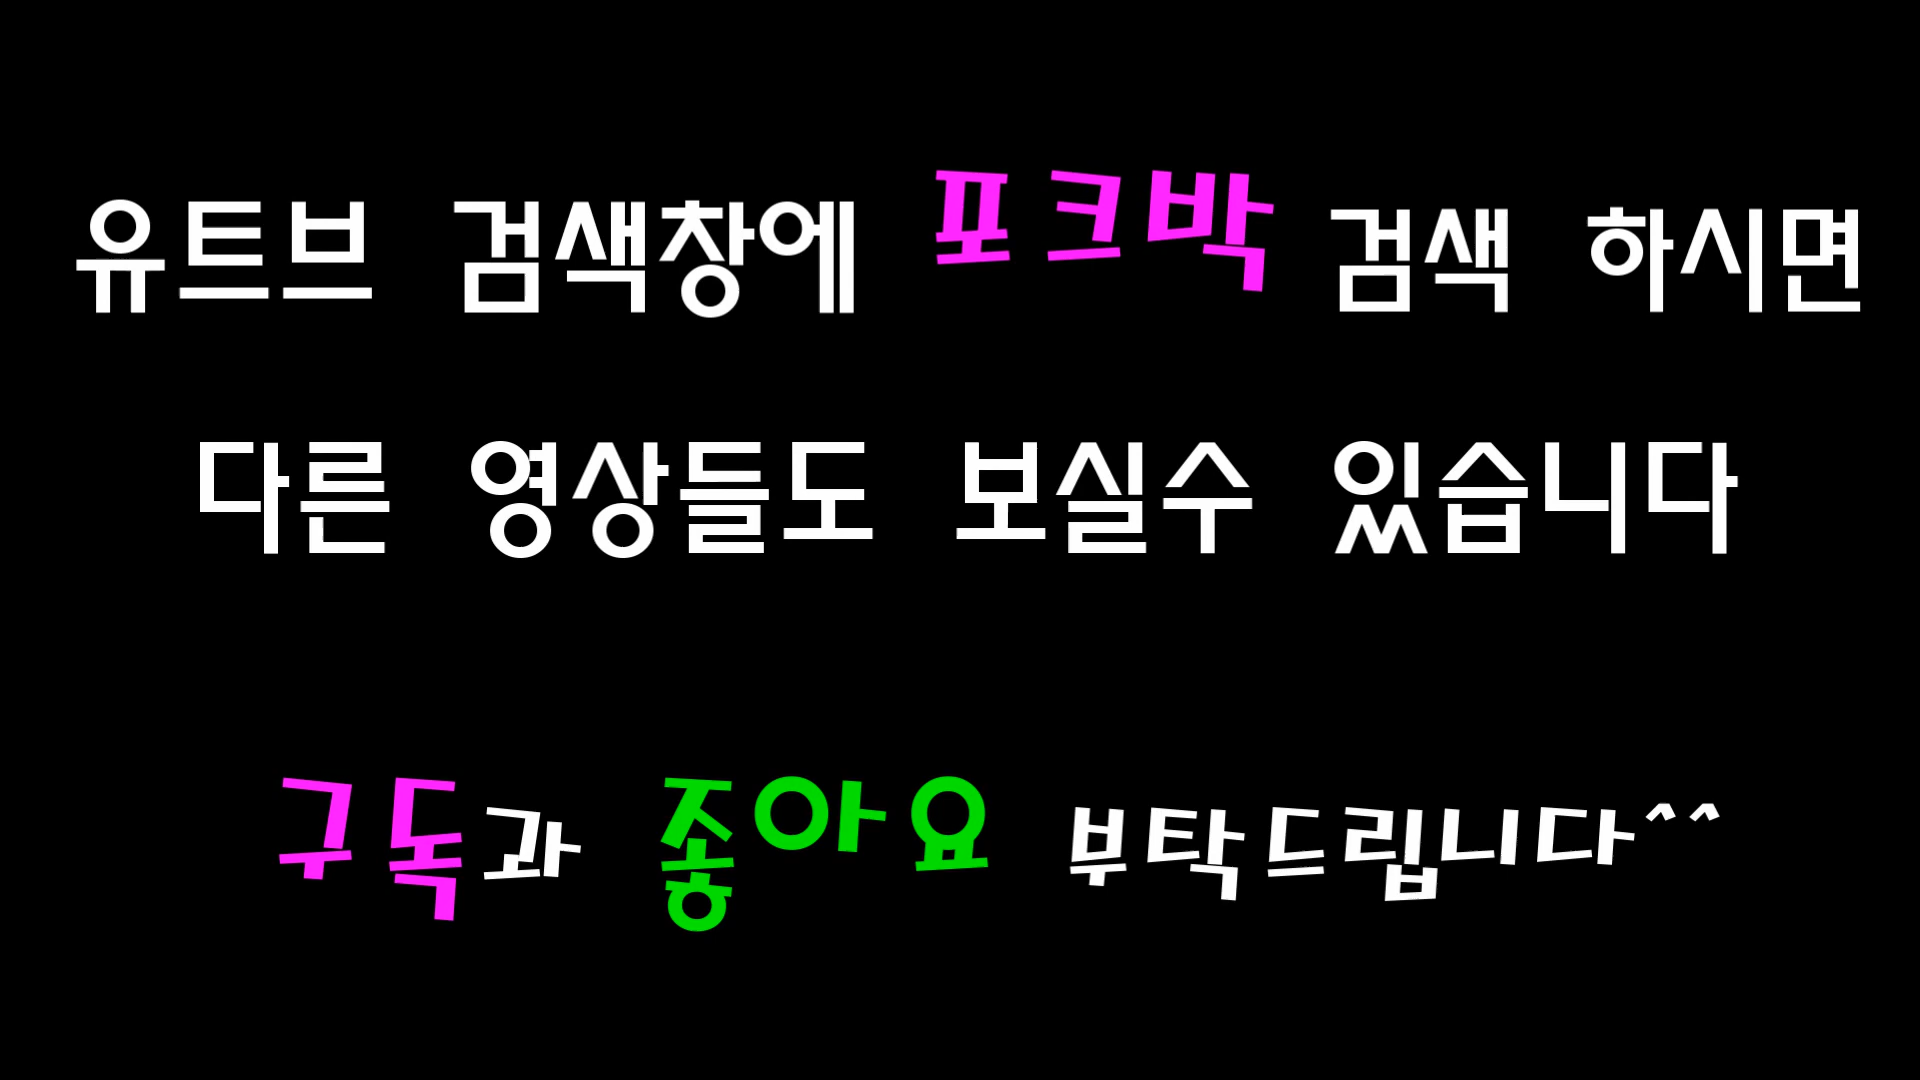 유트브 검색창에 포크박 검색 하시면
다른 영상들도 보실수 있습니다
구독과 좋아요 부탁드립니다^^